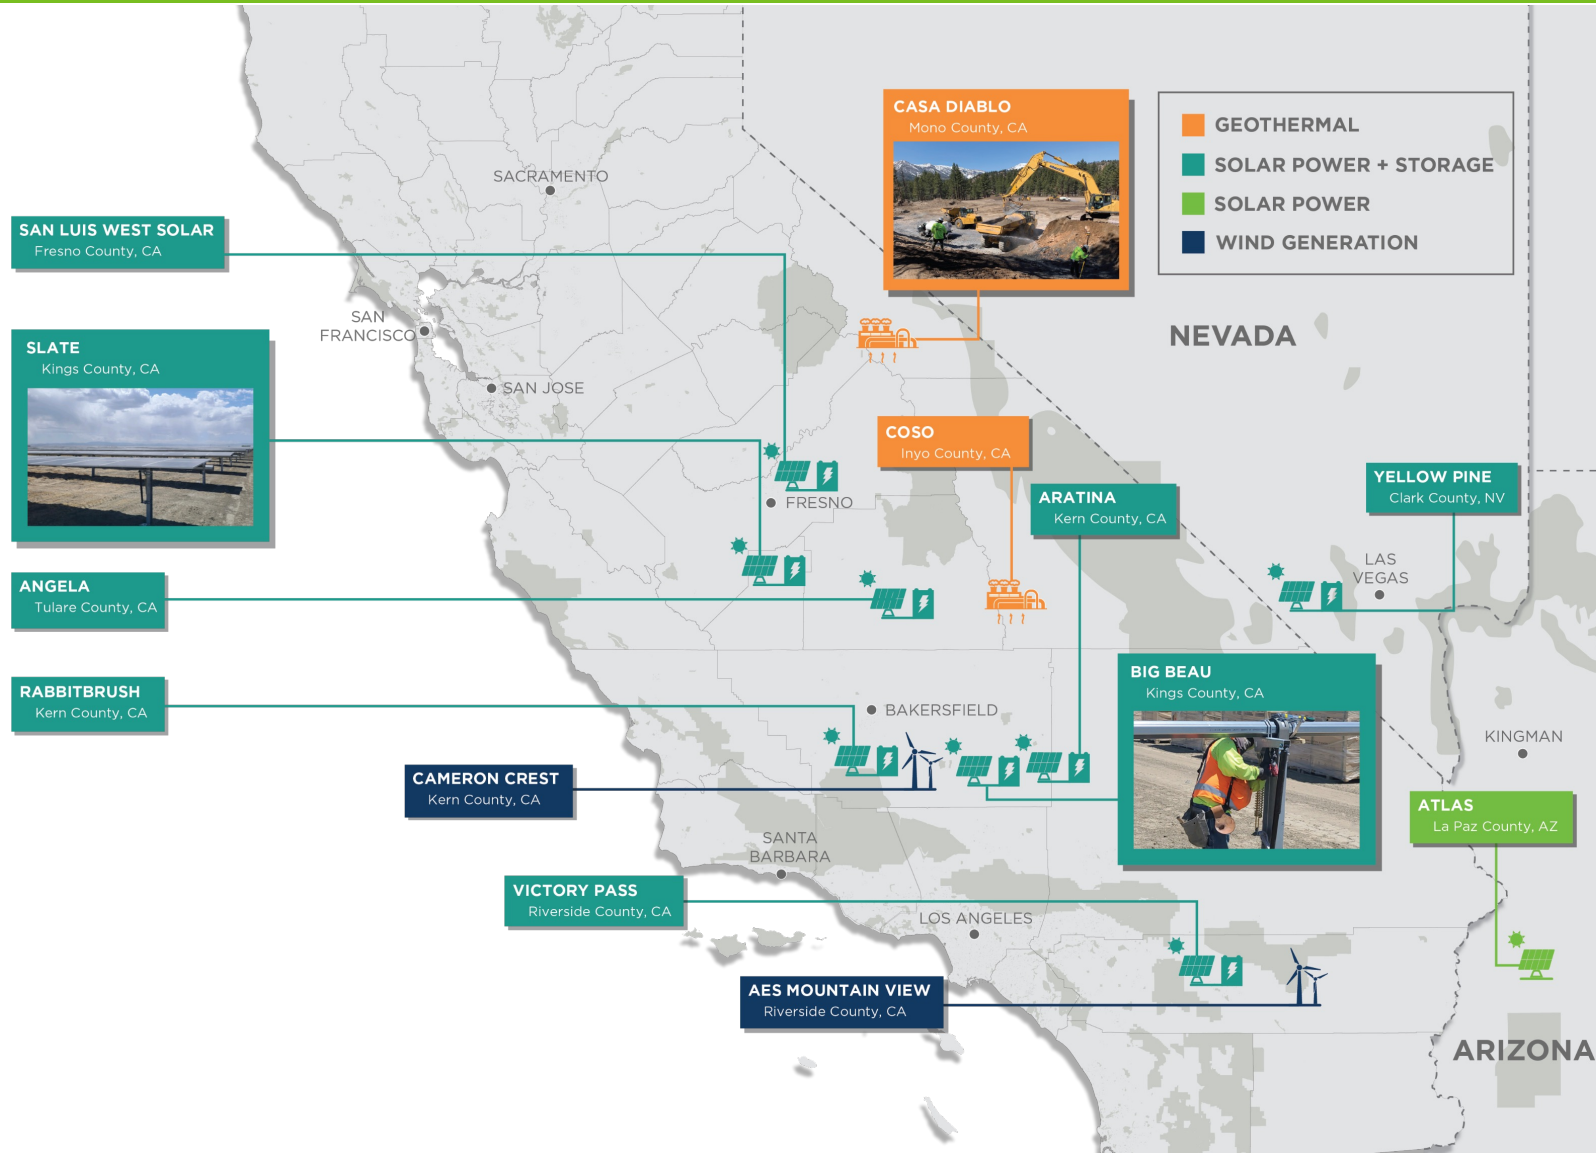 CASA DIABLO
Mono County, CA
GEOTHERMAL
SOLAR POWER + STORAGE
SOLAR POWER
WIND GENERATION
SACRAMENTO
SAN LUIS WEST SOLAR
Fresno County, CA
SAN
FRANCISCO
NEVADA
SLATE
Kings County, CA
SAN JOSE
COSO
Inyo County, CA
FRESNO
ARATINA
Kern County, CA
YELLOW PINE
Clark County, NV
LAS
VEGAS
ANGELA
Tulare County, CA
RABBITBRUSH
Kern County, CA
BAKERSFIELD
BIG BEAU
Kings County, CA
KINGMAN
CAMERON CREST
Kern County, CA
ATLAS
La Paz County, AZ
SANTA
BARBARA
VICTORY PASS
Riverside County, CA
LOS ANGELES
AES MOUNTAIN VIEW
Riverside County, CA
ARIZONA